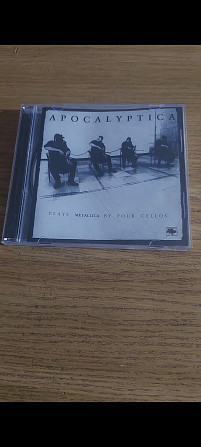 APOCALYPTICA
PLAYS METALLICA BY FOUR CELLOS